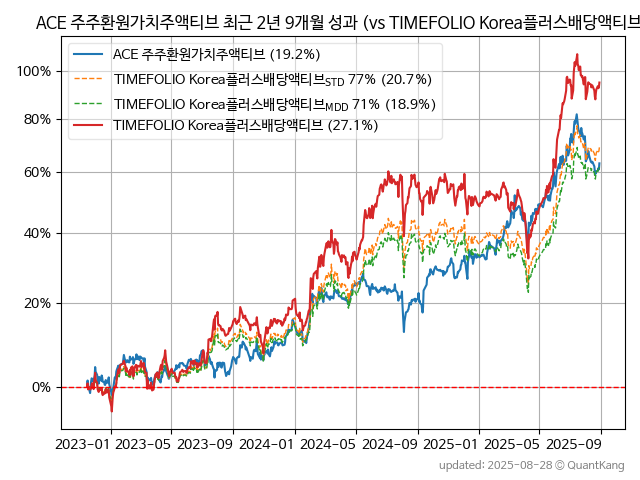 ACE 주주환원가치주액티브 최근 2년 9개월 성과 (vs TIMEFOLIO Korea플러스배당액티브
ACE 주주환원가치주액티브 (19.2%)
TIMEFOLIO Korea플러스배당액티브STD 77% (20.7%)
TIMEFOLIO Korea플러스배당액티브MDD 71% (18.9%)
TIMEFOLIO Korea플러스배당액티브 (27.1%)
100%
80%
60%
40%
20%
0%
2023-01 2023-05 2023-09 2024-01 2024-05 2024-09 2025-01 2025-05 2025-09
updated: 2025-08-28 © QuantKang